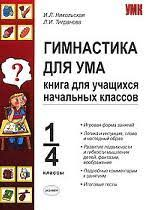 УМК
И.Л. Никольская
Л.И. Тигранова
ГИМНАСТИКА
ДЛЯ УМА
КНИГА ДЛЯ УЧАЩИХСЯ
НАЧАЛЬНЫХ КЛАССОВ
?
1/4
КЛАССЫ
• Игровая форма занятий
• Логика и интуиция, слово
и наглядный образ
• Развитие подвижности
и гибкости мышления
детей, фантазии,
воображения
• Подробные комментарии
к занятиям
• Итоговые тесты
ЭКЗАМЕН